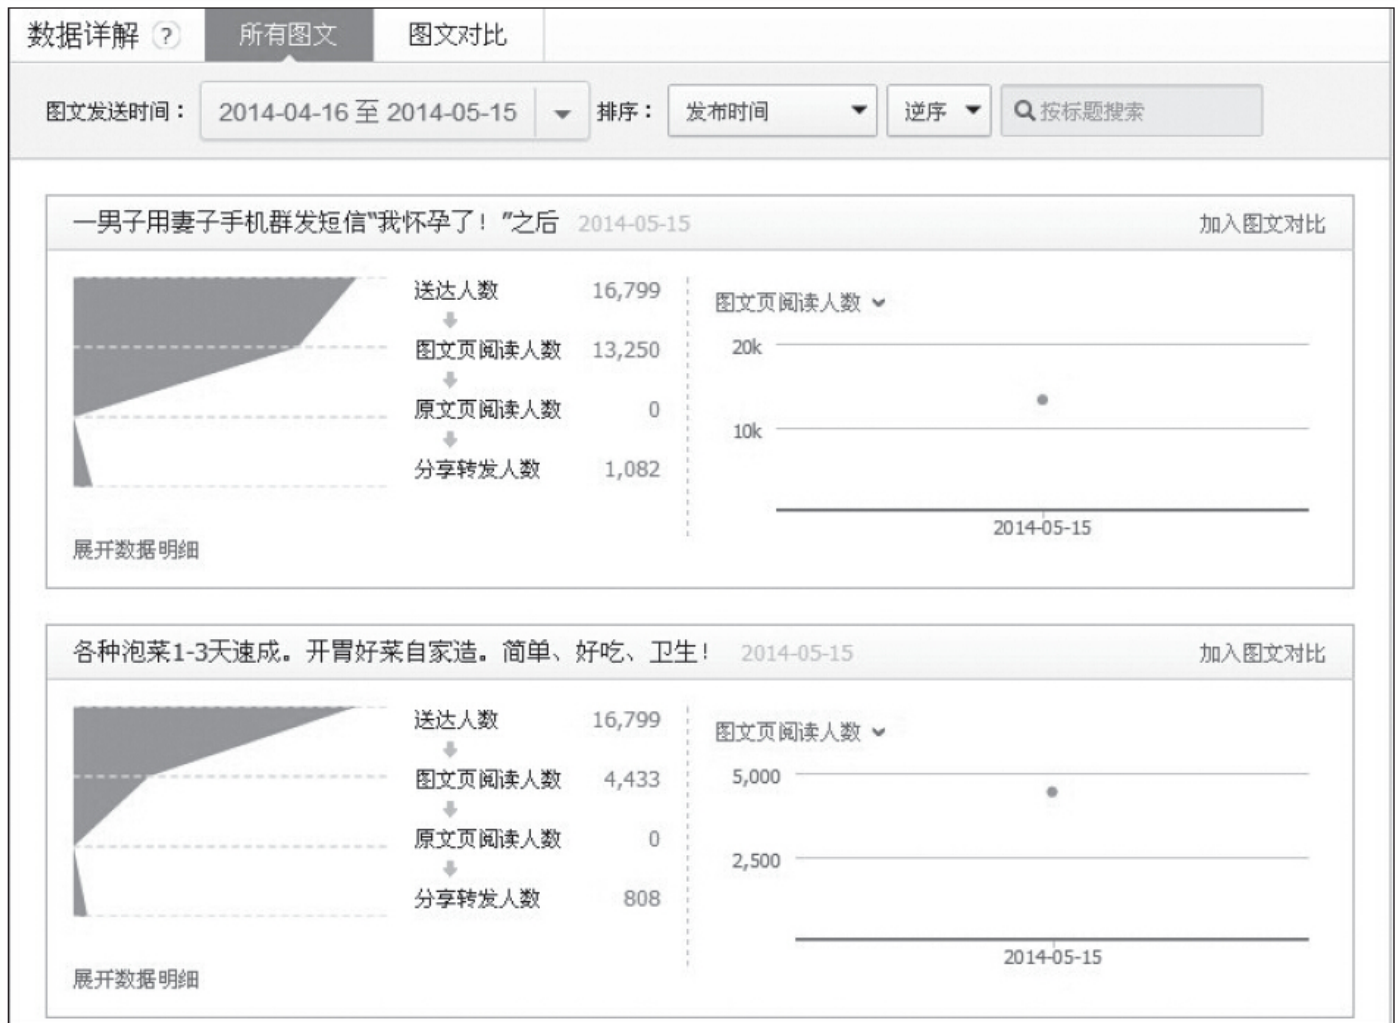 数据详解 ? 所有图文 图文对比
图文发送时间： 2014-04-16 至 2014-05-15 排序： 发布时间 逆序 按标题搜索
一男子用妻子手机群发短信“我怀孕了！”之后 2014-05-15 加入图文对比
送达人数 16,799
图文页阅读人数 13,250
原文页阅读人数 0
分享转发人数 1,082
展开数据明细
图文页阅读人数
20k
10k
2014-05-15
各种泡菜1-3天速成。开胃好菜自家造。简单、好吃、卫生！ 2014-05-15 加入图文对比
送达人数 16,799
图文页阅读人数 4,433
原文页阅读人数 0
分享转发人数 808
展开数据明细
图文页阅读人数
5,000
2,500
2014-05-15